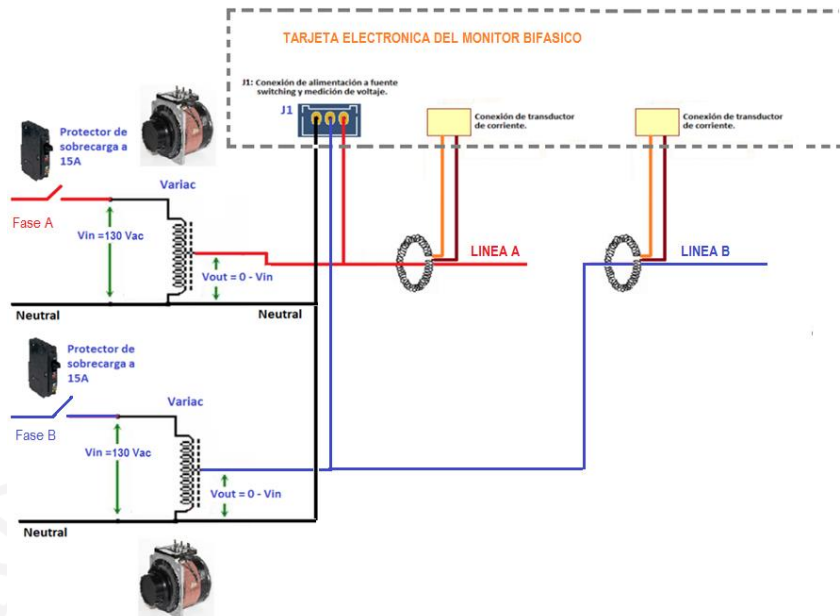 TARJETA ELECTRONICA DEL MONITOR BIFASICO
J1: Conexión de alimentación a fuente
switching y medición de voltaje.
J1
Conexión de transductor
de corriente.
Conexión de transductor
de corriente.
Protector de
sobrecarga a
15A
Variac
Fase A
Vin =130 Vac
Vout = 0 - Vin
LINEA A
LINEA B
Neutral
Neutral
Protector de
sobrecarga a
15A
Variac
Fase B
Vin =130 Vac
Vout = 0 - Vin
Neutral